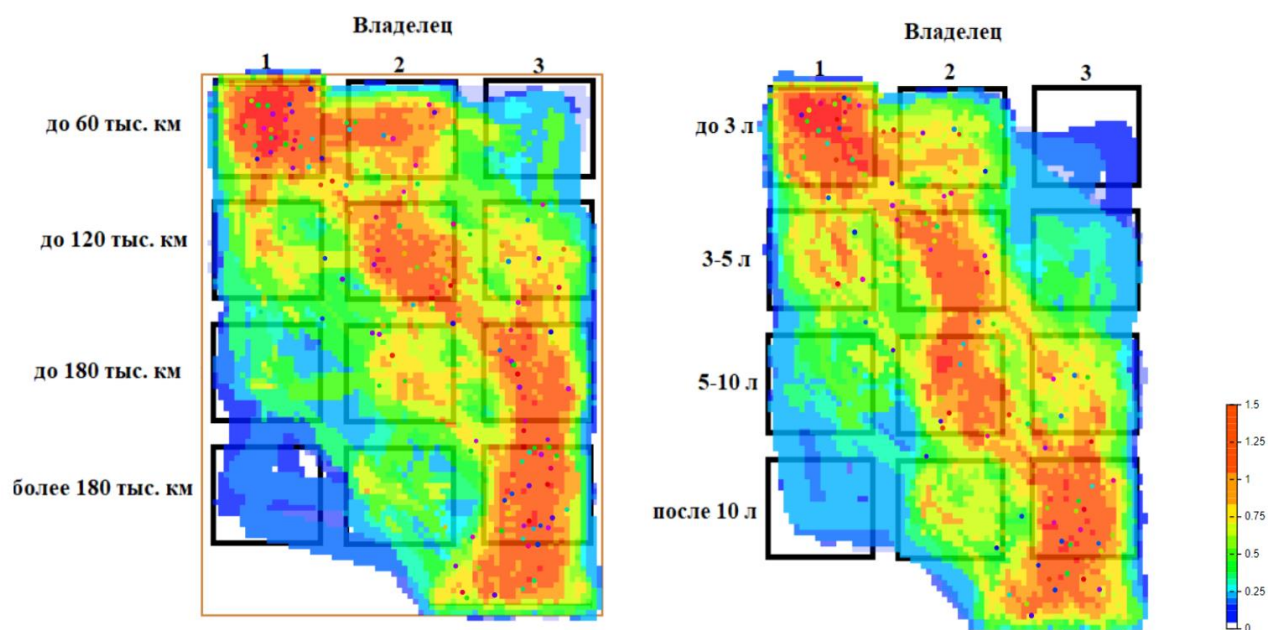 Владелец
1 2 3
до 60 тыс. км
до 120 тыс. км
до 180 тыс. км
более 180 тыс. км
Владелец
1 2 3
до 3 л
3-5 л
5-10 л
после 10 л
1.5
1.25
1
0.75
0.5
0.25
0